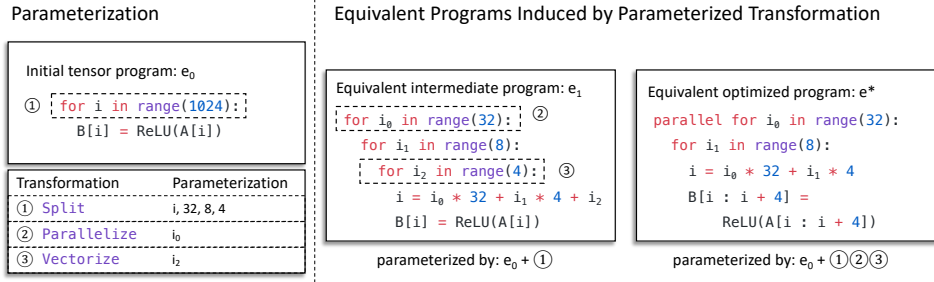 Parameterization
Initial tensor program: e₀
① for i in range(1024):
B[i] = ReLU(A[i])
Transformation Parameterization
① Split i, 32, 8, 4
② Parallelize i₀
③ Vectorize i₂
Equivalent Programs Induced by Parameterized Transformation
Equivalent intermediate program: e₁
for i₀ in range(32): ②
for i₁ in range(8):
for i₂ in range(4): ③
i = i₀ * 32 + i₁ * 4 + i₂
B[i] = ReLU(A[i])
parameterized by: e₀ + ①
Equivalent optimized program: e*
parallel for i₀ in range(32):
for i₁ in range(8):
i = i₀ * 32 + i₁ * 4
B[i : i + 4] =
ReLU(A[i : i + 4])
parameterized by: e₀ + ①②③